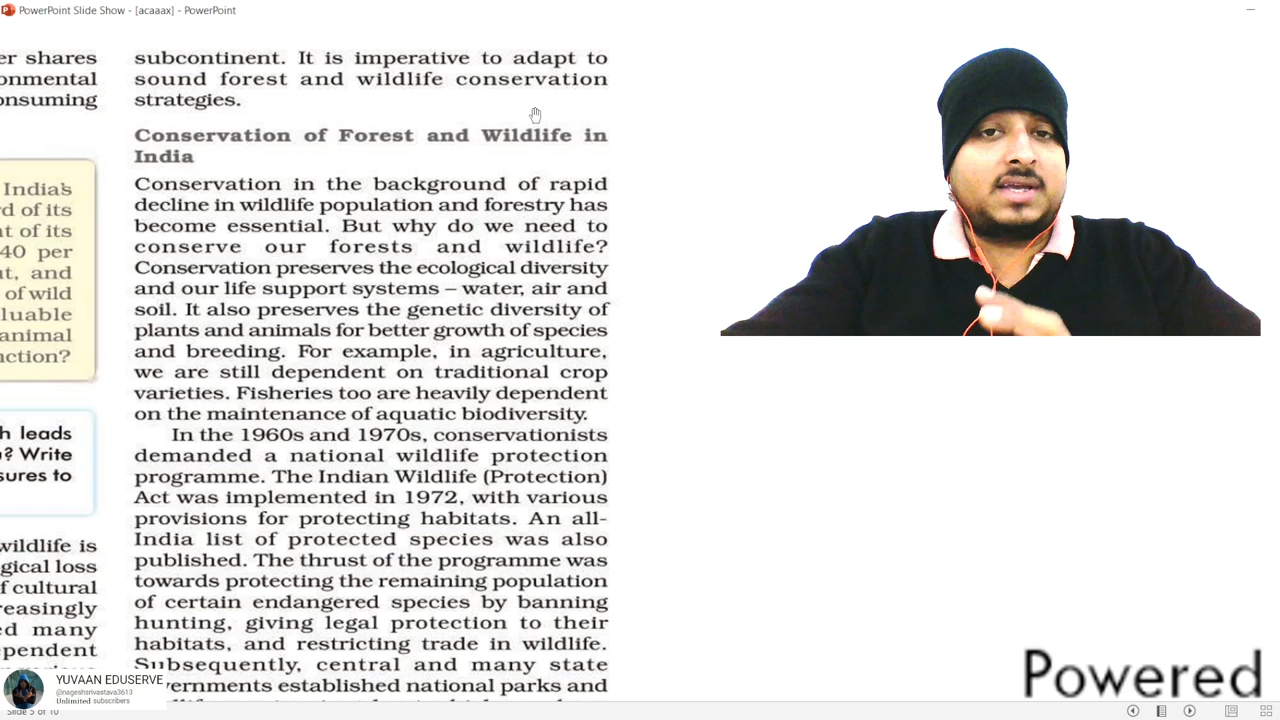 PowerPoint Slide Show - [acaaax] - PowerPoint
er shares
onmental
onsuming
India's
rd of its
nt of its
40 per
nt, and
of wild
luable
animal
nction?
h leads
? Write
sures to
wildlife is
gical loss
f cultural
reasingly
ed many
ependent
subcontinent. It is imperative to adapt to
sound forest and wildlife conservation
strategies.
Conservation of Forest and Wildlife in
India
Conservation in the background of rapid
decline in wildlife population and forestry has
become essential. But why do we need to
conserve our forests and wildlife?
Conservation preserves the ecological diversity
and our life support systems – water, air and
soil. It also preserves the genetic diversity of
plants and animals for better growth of species
and breeding. For example, in agriculture,
we are still dependent on traditional crop
varieties. Fisheries too are heavily dependent
on the maintenance of aquatic biodiversity.
In the 1960s and 1970s, conservationists
demanded a national wildlife protection
programme. The Indian Wildlife (Protection)
Act was implemented in 1972, with various
provisions for protecting habitats. An all-
India list of protected species was also
published. The thrust of the programme was
towards protecting the remaining population
of certain endangered species by banning
hunting, giving legal protection to their
habitats, and restricting trade in wildlife.
Subsequently, central and many state
vernments established national parks and
YUVAAN EDUSERVE
@nageshsrivastava3613
Unlimited subscribers
Slide 5 of 10
Powered